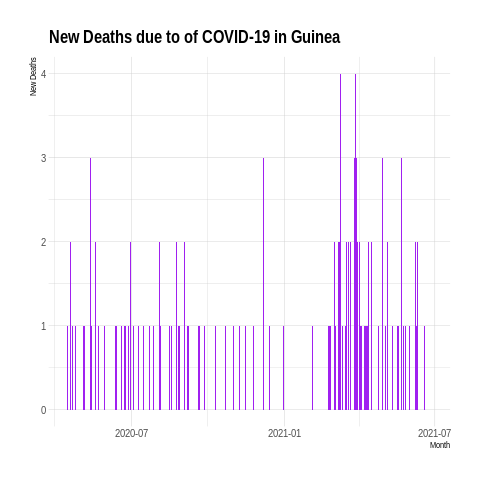 New Deaths due to of COVID-19 in Guinea
New Deaths
4
3
2
1
0
2020-07
2021-01
2021-07
Month